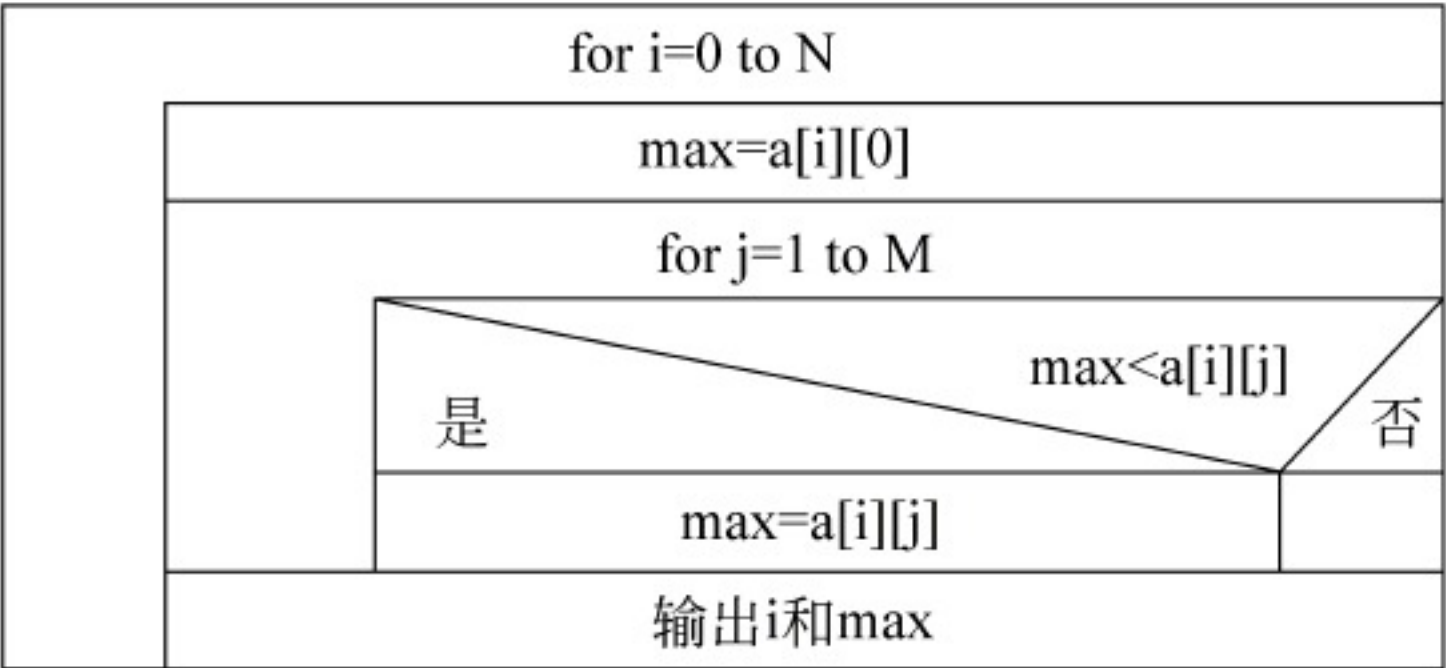 for i=0 to N
max=a[i][0]
for j=1 to M
max<a[i][j]
是
否
max=a[i][j]
输出i和max